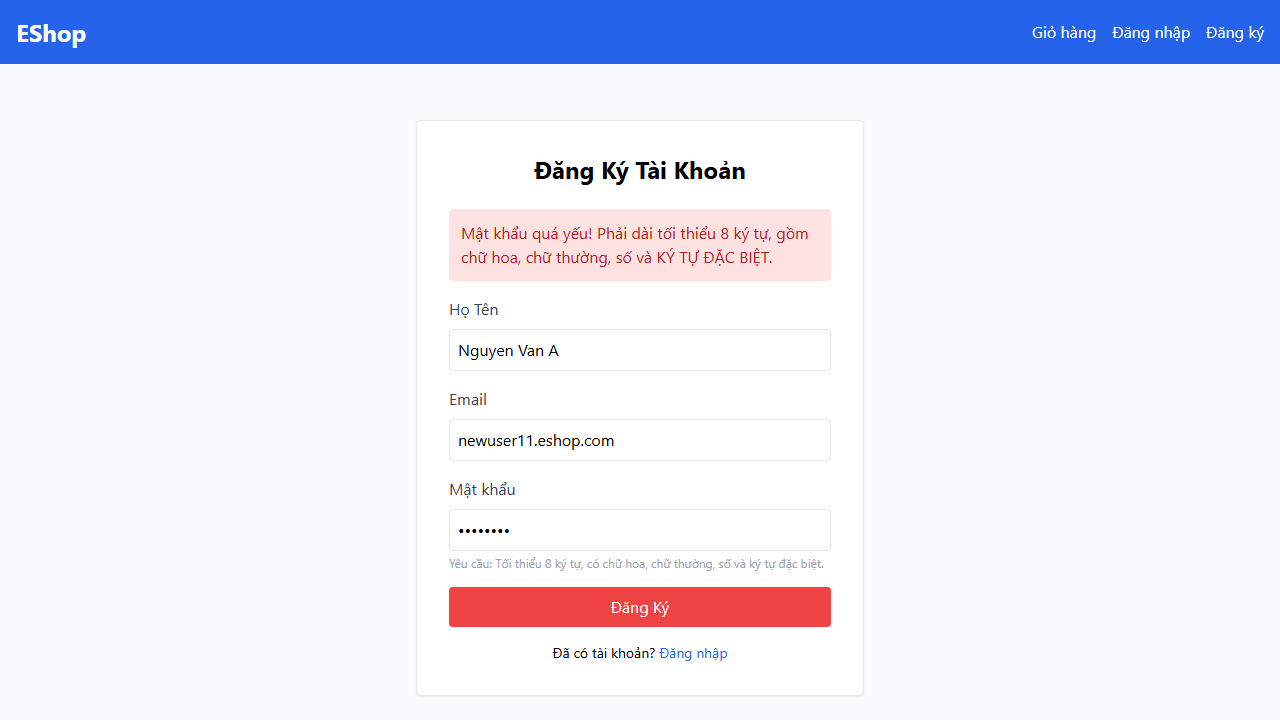 EShop
Giỏ hàng Đăng nhập Đăng ký
Đăng Ký Tài Khoản
Mật khẩu quá yếu! Phải dài tối thiểu 8 ký tự, gồm
chữ hoa, chữ thường, số và KÝ TỰ ĐẶC BIỆT.
Họ Tên
Nguyen Van A
Email
newuser11.eshop.com
Mật khẩu
••••••••
Yêu cầu: Tối thiểu 8 ký tự, có chữ hoa, chữ thường, số và ký tự đặc biệt.
Đăng Ký
Đã có tài khoản? Đăng nhập